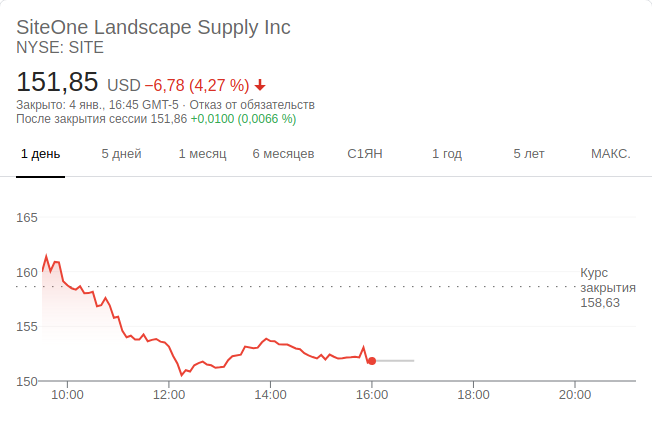 SiteOne Landscape Supply Inc
NYSE: SITE
151,85 USD −6,78 (4,27 %)
Закрыто: 4 янв., 16:45 GMT-5 · Отказ от обязательств
После закрытия сессии 151,86 +0,0100 (0,0066 %)
1 день 5 дней 1 месяц 6 месяцев С1ЯН 1 год 5 лет МАКС.
165
160
155
150
Курс
закрытия
158,63
10:00 12:00 14:00 16:00 18:00 20:00